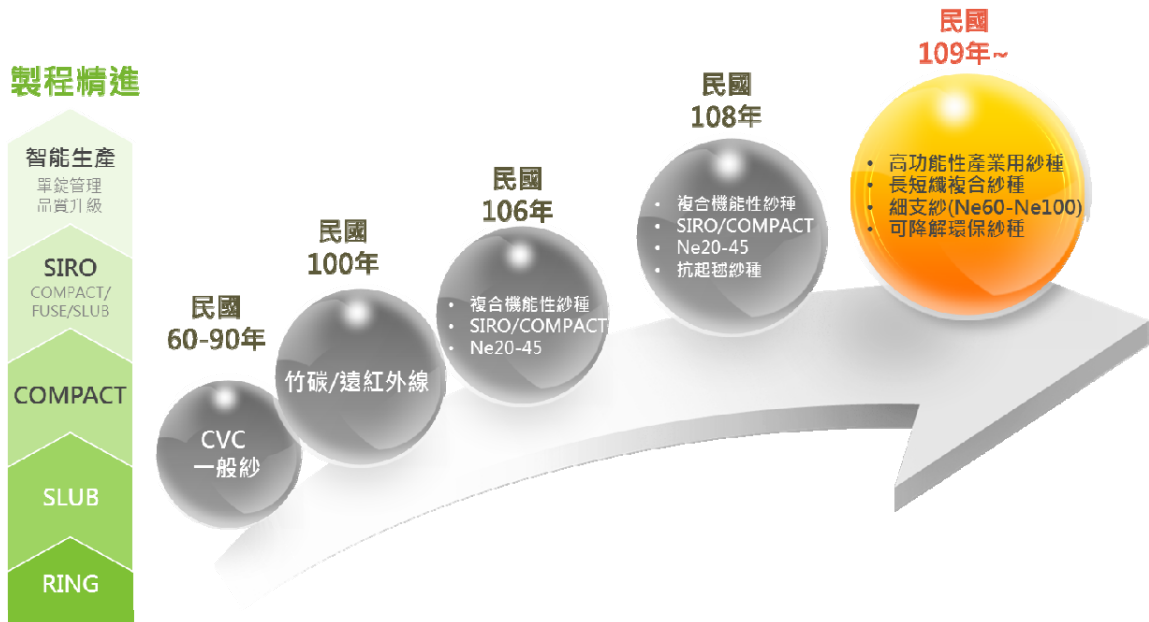 製程精進
智能生產
單錠管理
品質升級
SIRO
COMPACT/
FUSE/SLUB
COMPACT
SLUB
RING
民國
60-90年
CVC
一般紗
民國
100年
竹碳/遠紅外線
民國
106年
• 複合機能性紗種
• SIRO/COMPACT
• Ne20-45
民國
108年
• 複合機能性紗種
• SIRO/COMPACT
• Ne20-45
• 抗起毬紗種
民國
109年~
• 高功能性產業用紗種
• 長短纖複合紗種
• 細支紗(Ne60-Ne100)
• 可降解環保紗種